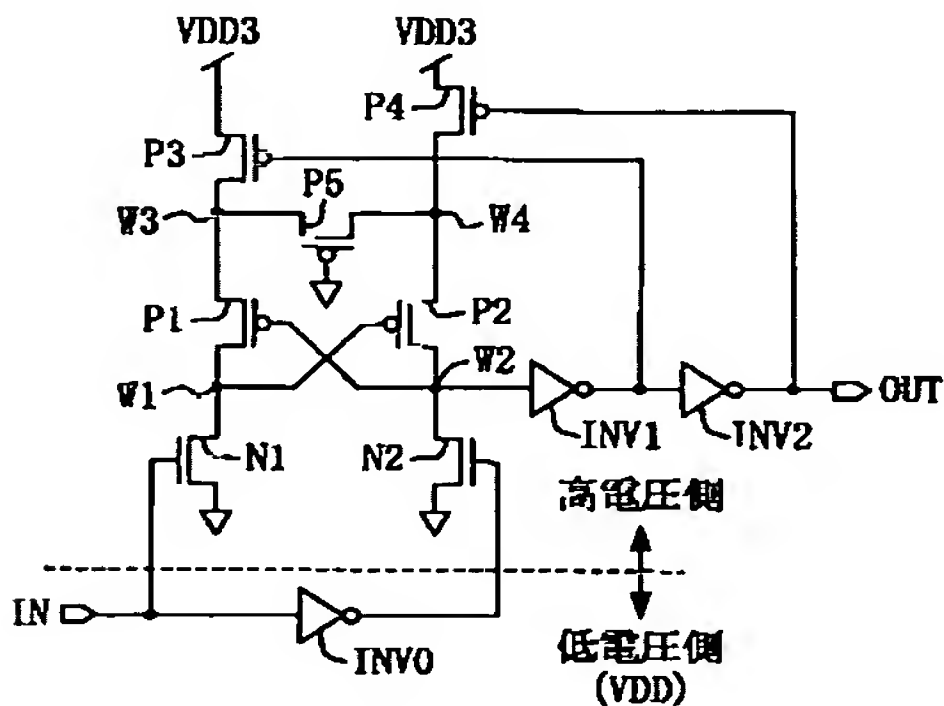 VDD3 VDD3
P4
P3
P5
W3 W4
P1 P2
W1 W2
OUT
INV1 INV2
N1 N2
高電圧側
IN
INV0
低電圧側
(VDD)